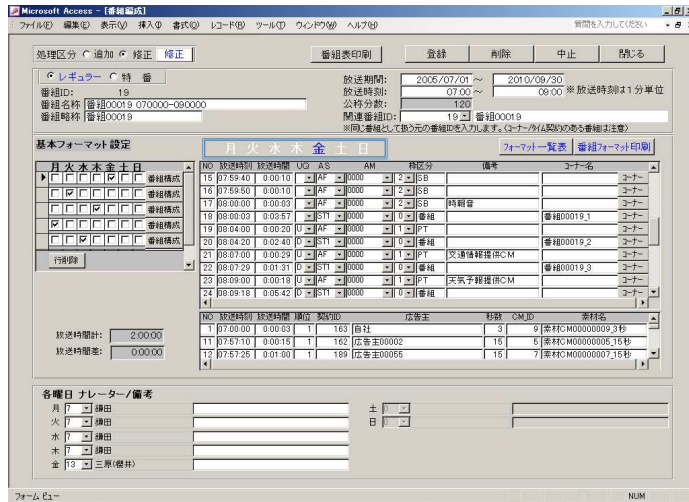 Microsoft Access - [番組編成]
ファイル(F) 編集(E) 表示(V) 挿入(I) 書式(O) レコード(R) ツール(T) ウィンドウ(W) ヘルプ(H) 質問を入力してください
処理区分 追加 修正 修正 番組表印刷 登録 削除 中止 閉じる
レギュラー 特 番
番組ID: 19
番組名称 番組00019 070000-090000
番組略称 番組00019
放送期間: 2005/07/01 ～ 2010/09/30
放送時刻: 07:00 ～ 09:00 ※放送時刻は1分単位
公称分数: 120
関連番組ID: 19 番組00019
※同じ番組として扱う元の番組IDを入力します。(コーナー/タイム契約のある番組は注意)
基本フォーマット設定 月 火 水 木 金 土 日 フォーマット一覧表 番組フォーマット印刷
月 火 水 木 金 土 日
番組構成
番組構成
番組構成
番組構成
番組構成
行削除
放送時間計: 2:00:00
放送時間差: 0:00:00
NO 放送時刻 放送時間 UQ AS AM 枠区分 備考 コーナー名
15 07:59:40 0:00:10 AF 0000 2 SB コーナー
16 07:59:50 0:00:10 AF 0000 2 SB コーナー
17 08:00:00 0:00:03 AF 0000 2 SB 時報音 コーナー
18 08:00:03 0:03:57 ST1 0000 0 番組 番組00019_1 コーナー
19 08:04:00 0:00:20 U AF 0000 1 PT コーナー
20 08:04:20 0:02:40 D ST1 0000 0 番組 番組00019_2 コーナー
21 08:07:00 0:00:29 U AF 0000 1 PT 交通情報提供CM コーナー
22 08:07:29 0:01:31 D ST1 0000 0 番組 番組00019_3 コーナー
23 08:09:00 0:00:18 U AF 0000 1 PT 天気予報提供CM コーナー
24 08:09:18 0:05:42 D ST1 0000 0 番組 コーナー
NO 放送時刻 放送時間 順位 契約ID 広告主 秒数 CM_ID 素材名
1 07:00:00 0:00:03 1 163 自社 3 9 素材CM00000009_3秒
11 07:57:10 0:00:15 1 162 広告主00002 15 5 素材CM00000005_15秒
12 07:57:25 0:01:00 1 189 広告主00055 15 7 素材CM00000007_15秒
各曜日 ナレーター/備考
月 7 鎌田
火 7 鎌田
水 7 鎌田
木 7 鎌田
金 13 三原(櫻井)
土 0
日 0
フォーム ビュー NUM